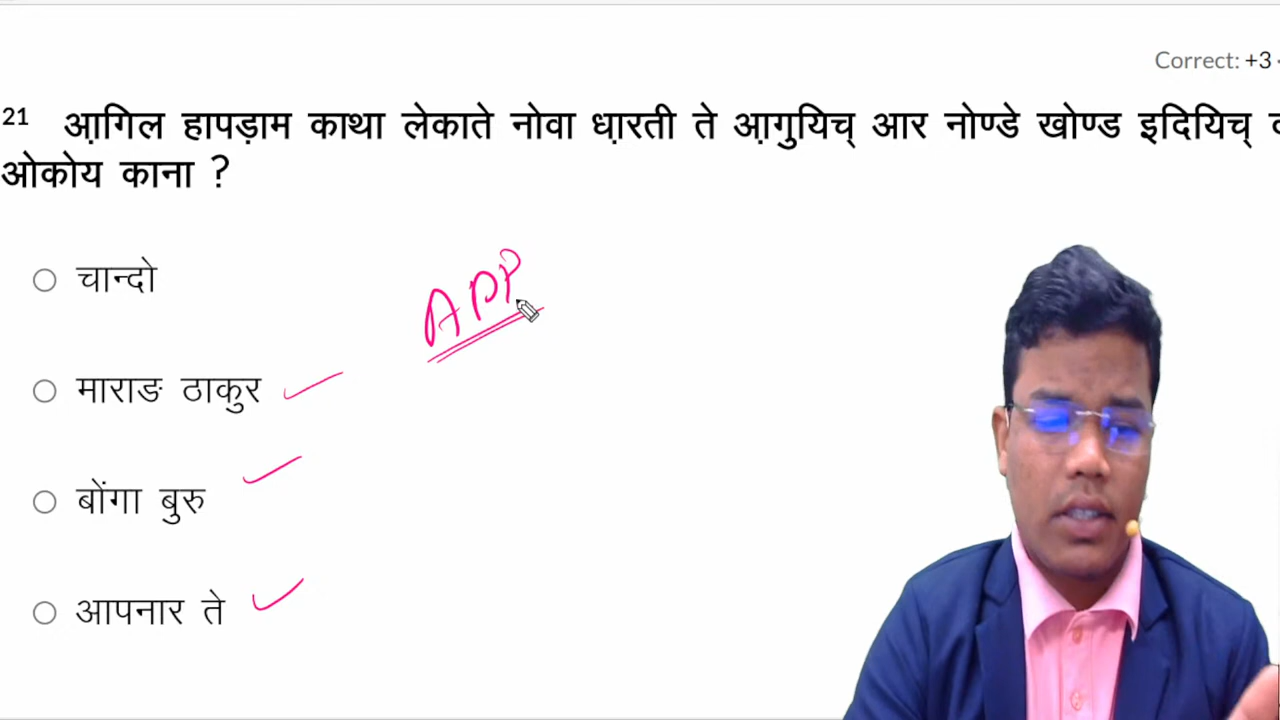 Correct: +3
21 आ़गिल हापड़ाम काथा लेकाते नोवा धा़रती ते आ़गुयिच् आर नोण्डे खोण्ड इदियिच्
ओकोय काना ?
चान्दो
APP
माराङ ठाकुर
बोंगा बुरु
आपनार ते